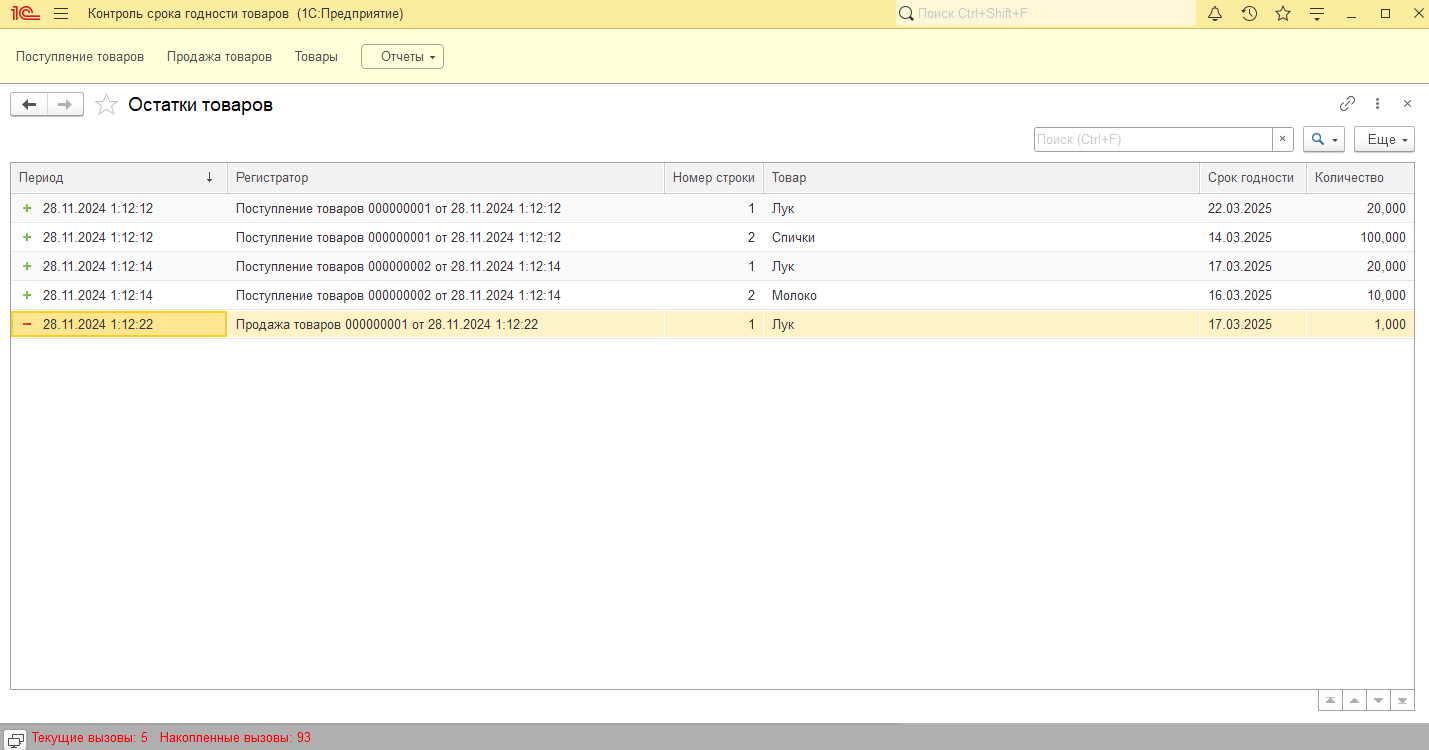 1С Контроль срока годности товаров (1С:Предприятие) Поиск Ctrl+Shift+F
Поступление товаров Продажа товаров Товары Отчеты
Остатки товаров
Поиск (Ctrl+F) × Еще
Период ↓ Регистратор Номер строки Товар Срок годности Количество
+ 28.11.2024 1:12:12 Поступление товаров 000000001 от 28.11.2024 1:12:12 1 Лук 22.03.2025 20,000
+ 28.11.2024 1:12:12 Поступление товаров 000000001 от 28.11.2024 1:12:12 2 Спички 14.03.2025 100,000
+ 28.11.2024 1:12:14 Поступление товаров 000000002 от 28.11.2024 1:12:14 1 Лук 17.03.2025 20,000
+ 28.11.2024 1:12:14 Поступление товаров 000000002 от 28.11.2024 1:12:14 2 Молоко 16.03.2025 10,000
− 28.11.2024 1:12:22 Продажа товаров 000000001 от 28.11.2024 1:12:22 1 Лук 17.03.2025 1,000
Текущие вызовы: 5 Накопленные вызовы: 93